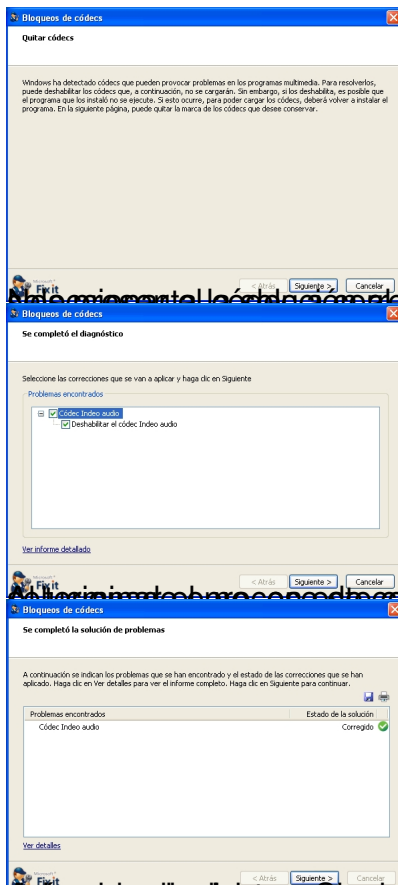 Bloqueos de códecs
Quitar códecs
Windows ha detectado códecs que pueden provocar problemas en los programas multimedia. Para resolverlos,
puede deshabilitar los códecs que, a continuación, no se cargarán. Sin embargo, si los deshabilita, es posible que
el programa que los instaló no se ejecute. Si esto ocurre, para poder cargar los códecs, deberá volver a instalar el
programa. En la siguiente página, puede quitar la marca de los códecs que desee conservar.
Microsoft
Fix it
< Atrás
Siguiente >
Cancelar
Bloqueos de códecs
Se completó el diagnóstico
Seleccione las correcciones que se van a aplicar y haga clic en Siguiente
Problemas encontrados
Códec Indeo audio
Deshabilitar el códec Indeo audio
Ver informe detallado
Microsoft
Fix it
< Atrás
Siguiente >
Cancelar
Bloqueos de códecs
Se completó la solución de problemas
A continuación se indican los problemas que se han encontrado y el estado de las correcciones que se han
aplicado. Haga clic en Ver detalles para ver el informe completo. Haga clic en Siguiente para continuar.
Problemas encontrados Estado de la solución
Códec Indeo audio Corregido
Ver detalles
Microsoft
Fix it
< Atrás
Siguiente >
Cancelar